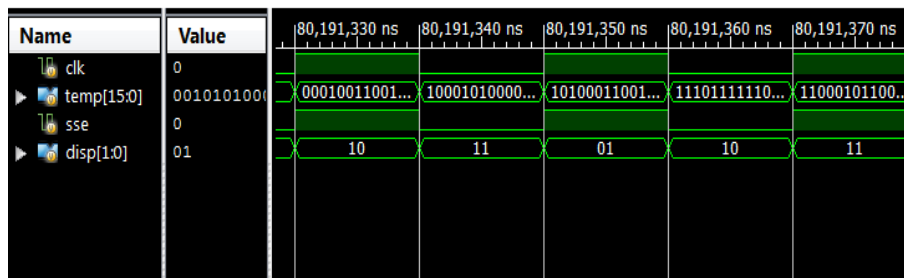 Name Value 80,191,330 ns 80,191,340 ns 80,191,350 ns 80,191,360 ns 80,191,370 ns
clk 0
temp[15:0] 0010101000 00010011001... 10001010000... 10100011001... 11101111110... 11000101100..
sse 0
disp[1:0] 01 10 11 01 10 11